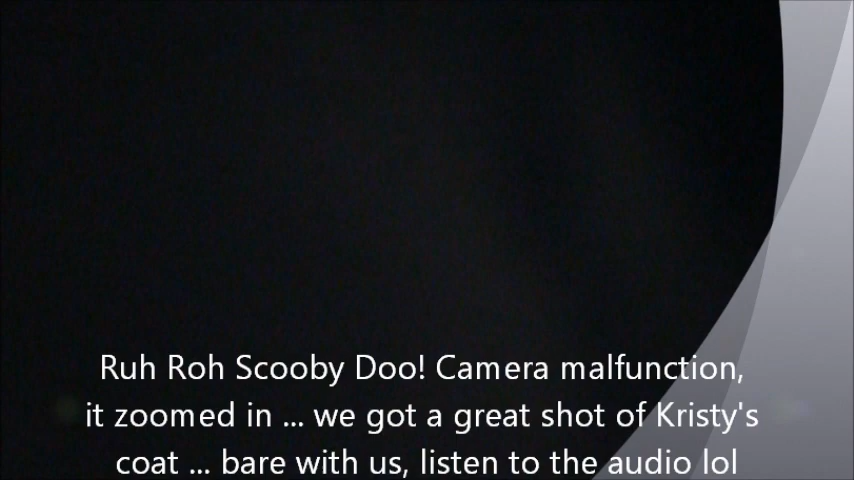 Ruh Roh Scooby Doo! Camera malfunction,
it zoomed in ... we got a great shot of Kristy's
coat ... bare with us, listen to the audio lol